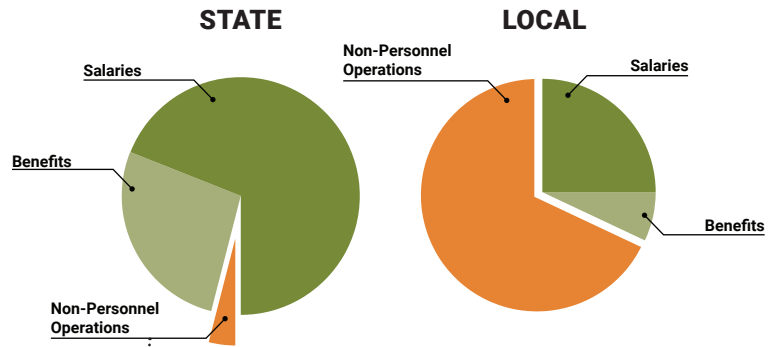 STATE
LOCAL
Salaries
Benefits
Non-Personnel
Operations
Non-Personnel
Operations
Salaries
Benefits